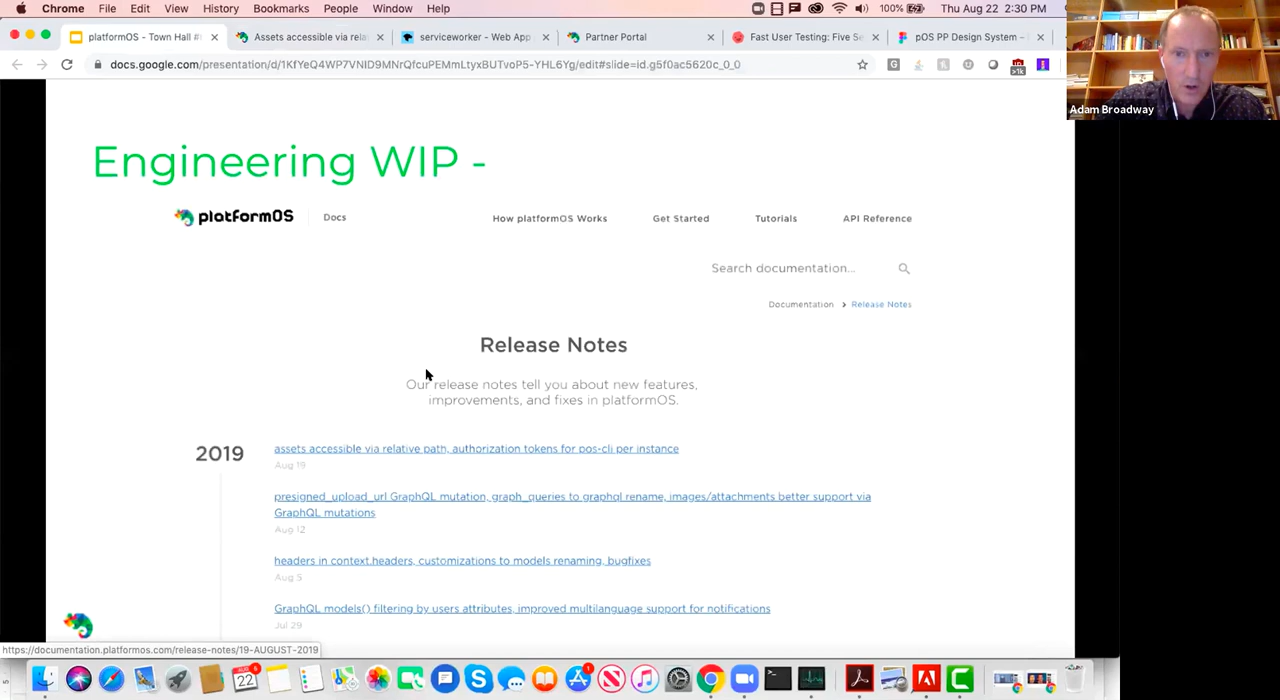 Chrome File Edit View History Bookmarks People Window Help 100% Thu Aug 22 2:30 PM
platformOS - Town Hall # Assets accessible via rela serviceworker - Web App Partner Portal Fast User Testing: Five Se pOS PP Design System -
docs.google.com/presentation/d/1KfYeQ4WP7VNID9MNrQfcuPEMmLtyxBUTvoP5-YHL6Yg/edit#slide=id.g5f0ac5620c_0_0
Adam Broadway
Engineering WIP -
platformOS Docs How platformOS Works Get Started Tutorials API Reference
Search documentation...
Documentation > Release Notes
Release Notes
Our release notes tell you about new features,
improvements, and fixes in platformOS.
2019
assets accessible via relative path, authorization tokens for pos-cli per instance
Aug 19
presigned_upload_url GraphQL mutation, graph_queries to graphql rename, images/attachments better support via
GraphQL mutations
Aug 12
headers in context.headers, customizations to models renaming, bugfixes
Aug 5
GraphQL models() filtering by users attributes, improved multilanguage support for notifications
Jul 29
https://documentation.platformos.com/release-notes/19-AUGUST-2019
22